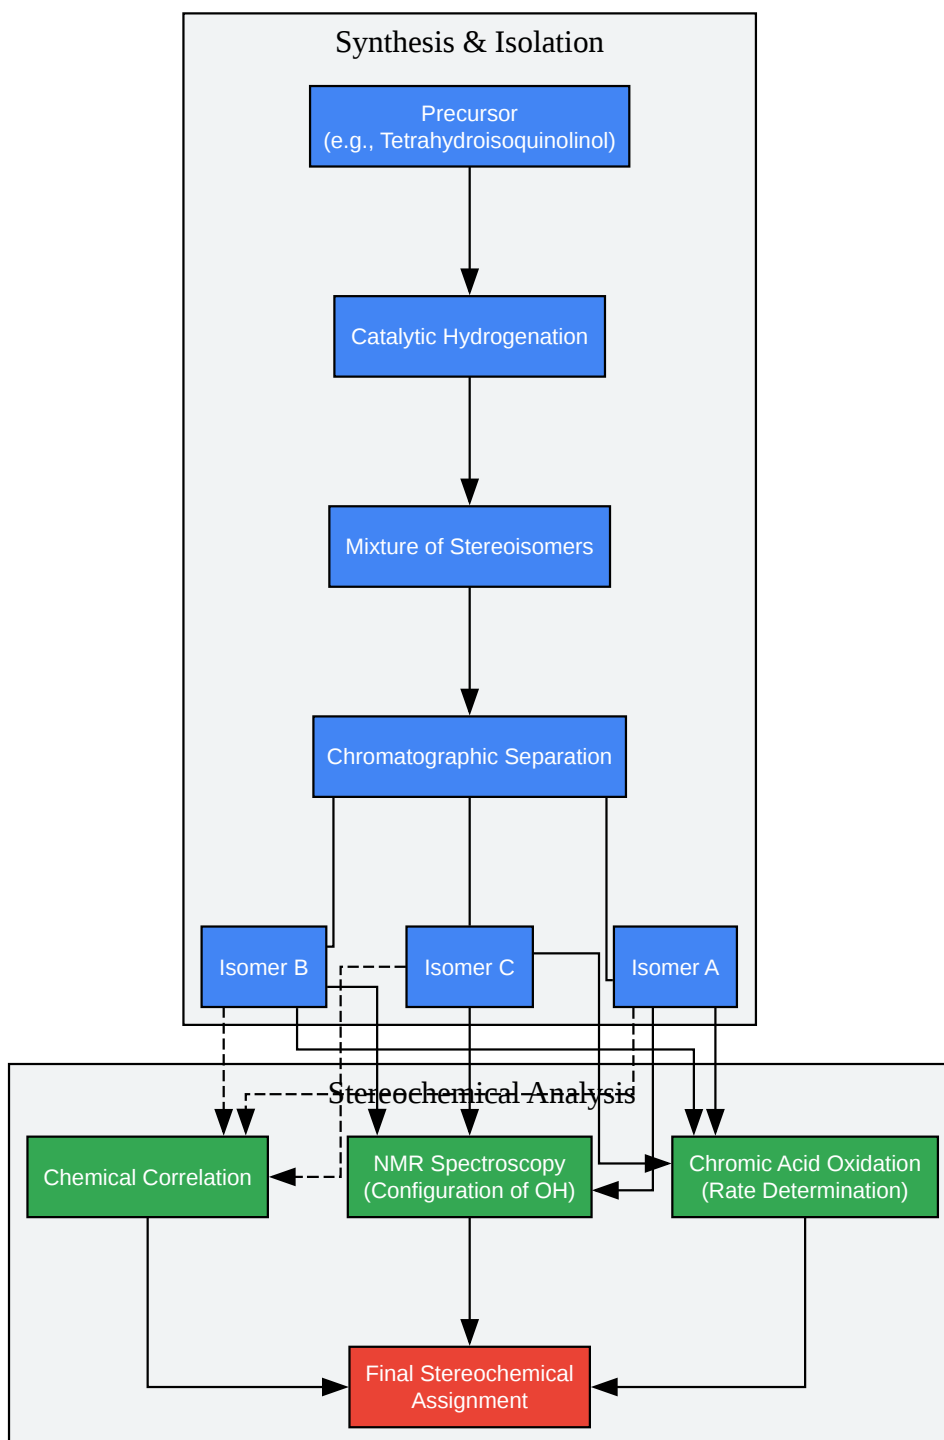 Synthesis & Isolation
Precursor
(e.g., Tetrahydroisoquinolinol)
Catalytic Hydrogenation
Mixture of Stereoisomers
Chromatographic Separation
Isomer B
Isomer C
Isomer A
Stereochemical Analysis
Chemical Correlation
NMR Spectroscopy
(Configuration of OH)
Chromic Acid Oxidation
(Rate Determination)
Final Stereochemical
Assignment